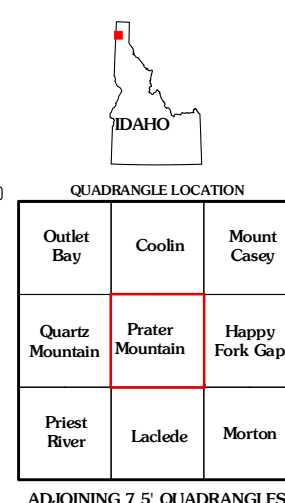 IDAHO
QUADRANGLE LOCATION
Outlet
Bay
Coolin
Mount
Casey
Quartz
Mountain
Prater
Mountain
Happy
Fork Gap
Priest
River
Laclede
Morton
ADJOINING 7.5' QUADRANGLES